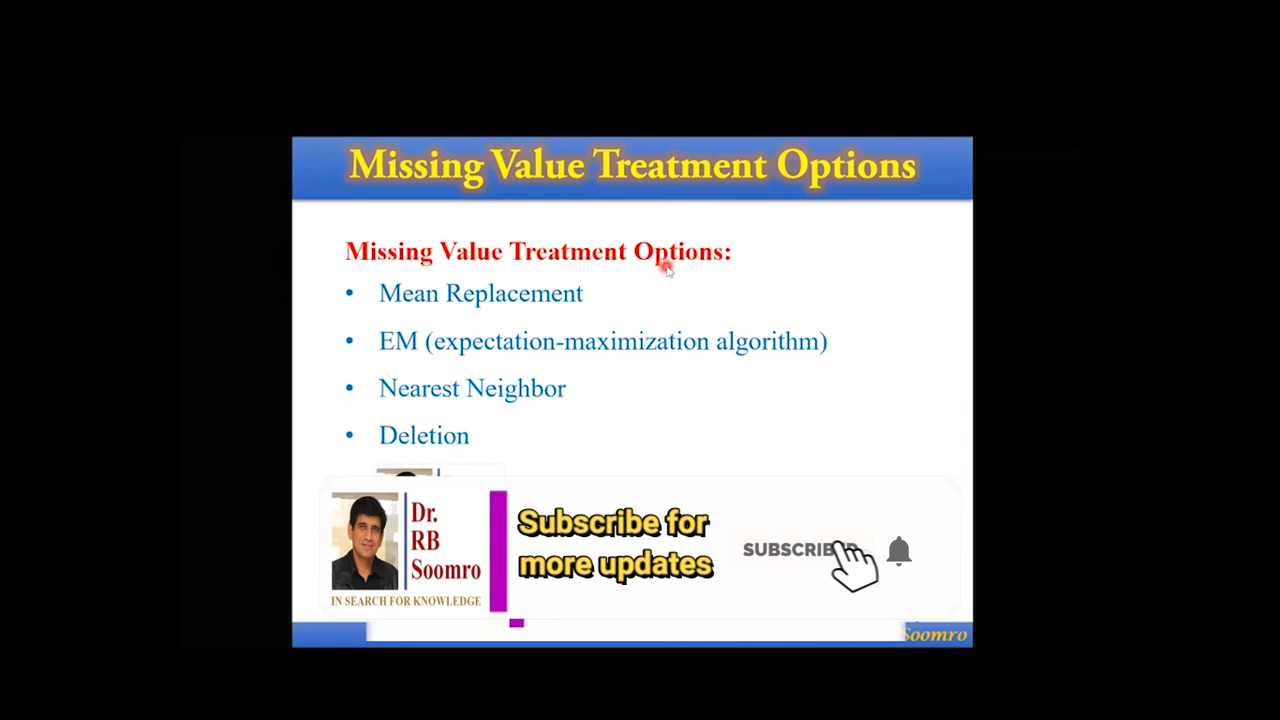 Missing Value Treatment Options
Missing Value Treatment Options:
• Mean Replacement
• EM (expectation-maximization algorithm)
• Nearest Neighbor
• Deletion
Dr.
RB
Soomro
IN SEARCH FOR KNOWLEDGE
Subscribe for
more updates
SUBSCRIBED
Soomro